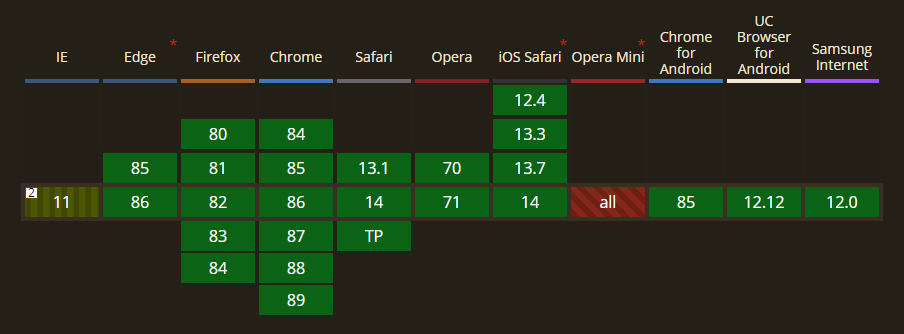 IE Edge * Firefox Chrome Safari Opera iOS Safari * Opera Mini * Chrome for Android UC Browser for Android Samsung Internet
12.4
80 84 13.3
85 81 85 13.1 70 13.7
2 11 86 82 86 14 71 14 all 85 12.12 12.0
83 87 TP
84 88
89